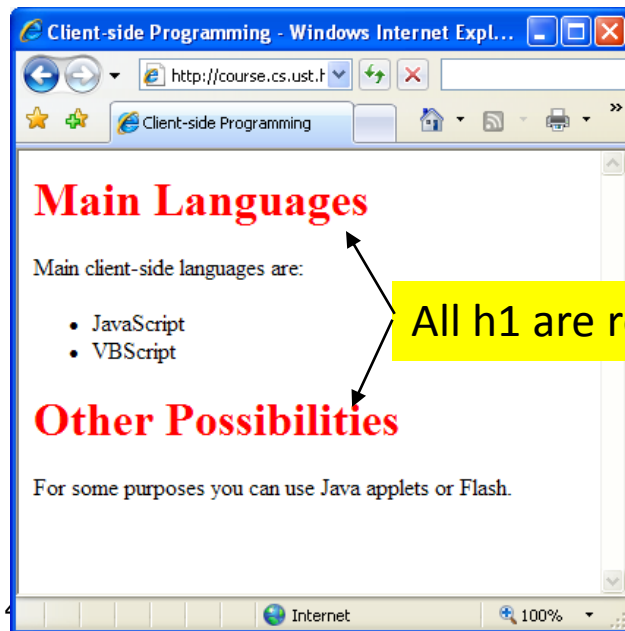 Client-side Programming - Windows Internet Expl...
http://course.cs.ust.h
Client-side Programming
»
Main Languages
Main client-side languages are:
• JavaScript
• VBScript
All h1 are
Other Possibilities
For some purposes you can use Java applets or Flash.
Internet
100%